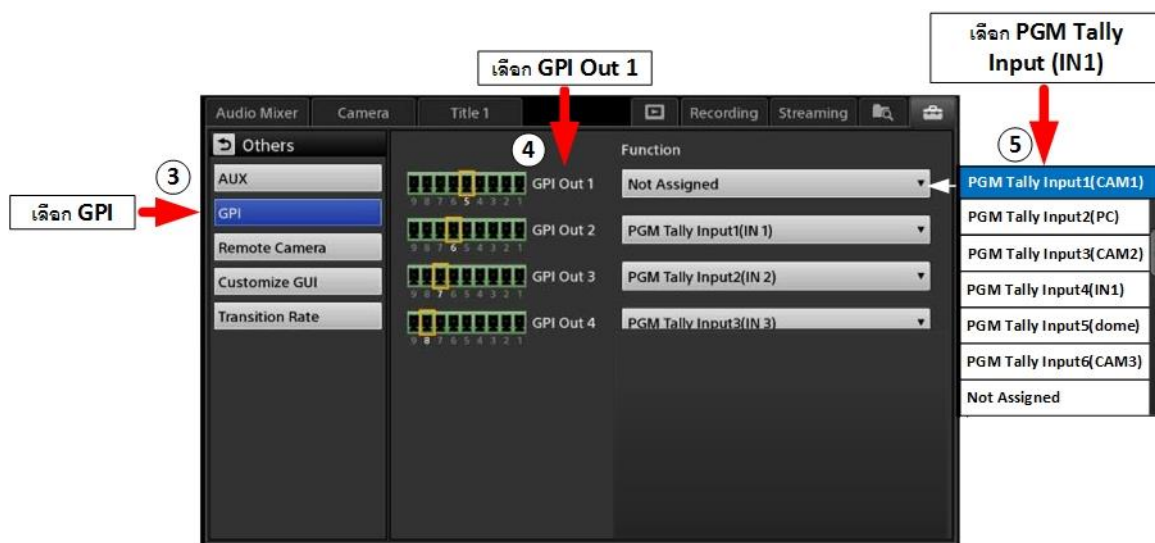 เลือก PGM Tally
Input (IN1)
เลือก GPI Out 1
Audio Mixer Camera Title 1 Recording Streaming
Others
4
Function
5
3
AUX
GPI Out 1
Not Assigned
PGM Tally Input1(CAM1)
9 8 7 6 5 4 3 2 1
เลือก GPI
GPI
PGM Tally Input2(PC)
GPI Out 2
PGM Tally Input1(IN 1)
9 8 7 6 5 4 3 2 1
Remote Camera
PGM Tally Input3(CAM2)
GPI Out 3
PGM Tally Input2(IN 2)
9 8 7 6 5 4 3 2 1
Customize GUI
PGM Tally Input4(IN1)
Transition Rate
GPI Out 4
PGM Tally Input3(IN 3)
9 8 7 6 5 4 3 2 1
PGM Tally Input5(dome)
PGM Tally Input6(CAM3)
Not Assigned